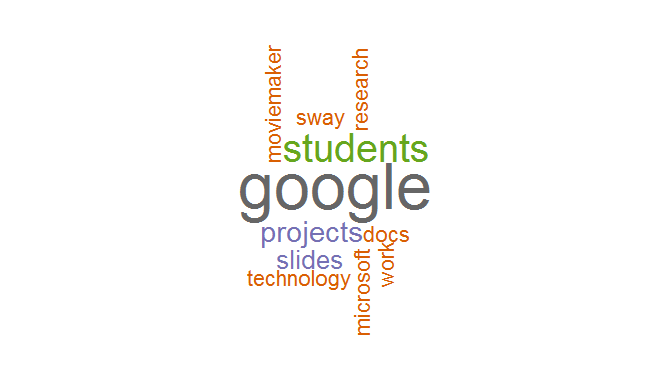 moviemaker
research
sway
students
google
projects
docs
slides
work
technology
microsoft